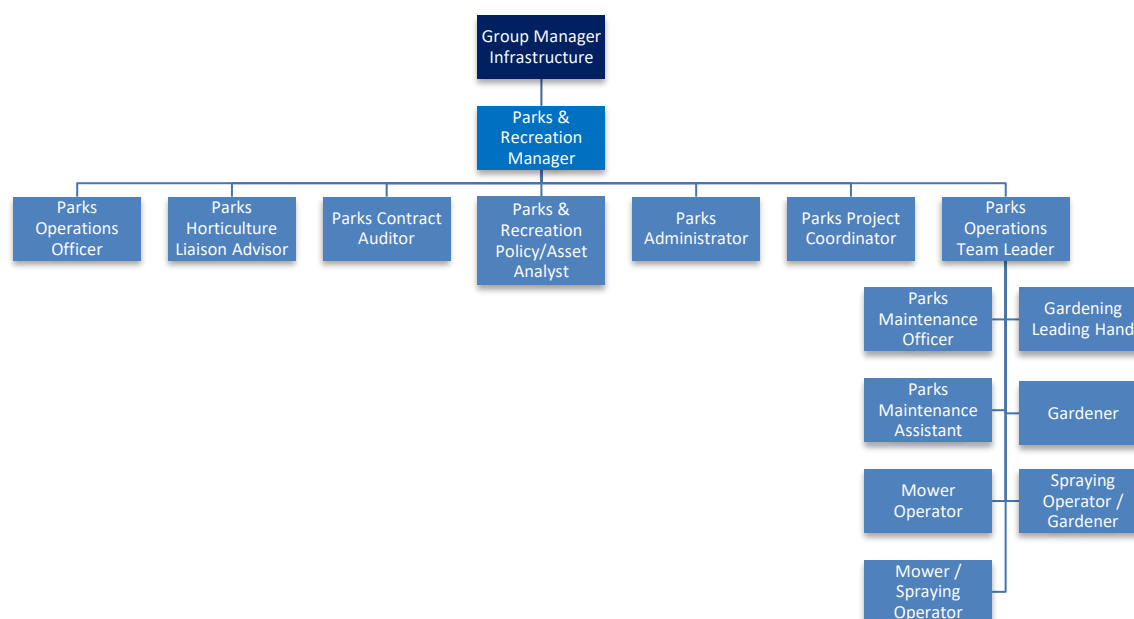 Group Manager
Infrastructure
Parks &
Recreation
Manager
Parks
Operations
Officer
Parks
Horticulture
Liaison Advisor
Parks Contract
Auditor
Parks &
Recreation
Policy/Asset
Analyst
Parks
Administrator
Parks Project
Coordinator
Parks
Operations
Team Leader
Parks
Maintenance
Officer
Gardening
Leading Hand
Parks
Maintenance
Assistant
Gardener
Mower
Operator
Spraying
Operator /
Gardener
Mower /
Spraying
Operator